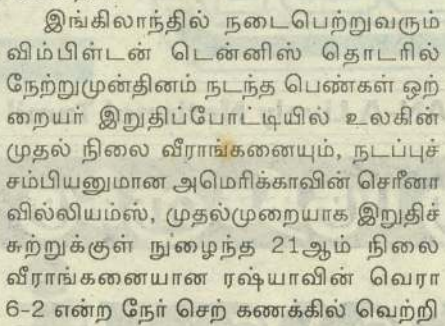 இங்கிலாந்தில் நடைபெற்றுவரும்
விம்பிள்டன் டென்னிஸ் தொடரில்
நேற்றுமுன்தினம் நடந்த பெண்கள் ஒற்
றையர் இறுதிப்போட்டியில் உலகின்
முதல் நிலை வீராங்கனையும், நடப்புச்
சம்பியனுமான அமெரிக்காவின் செரீனா
வில்லியம்ஸ், முதல்முறையாக இறுதிச்
சுற்றுக்குள் நுழைந்த 21ஆம் நிலை
வீராங்கனையான ரஷ்யாவின் வெரா
6-2 என்ற நேர் செற் கணக்கில் வெற்றி